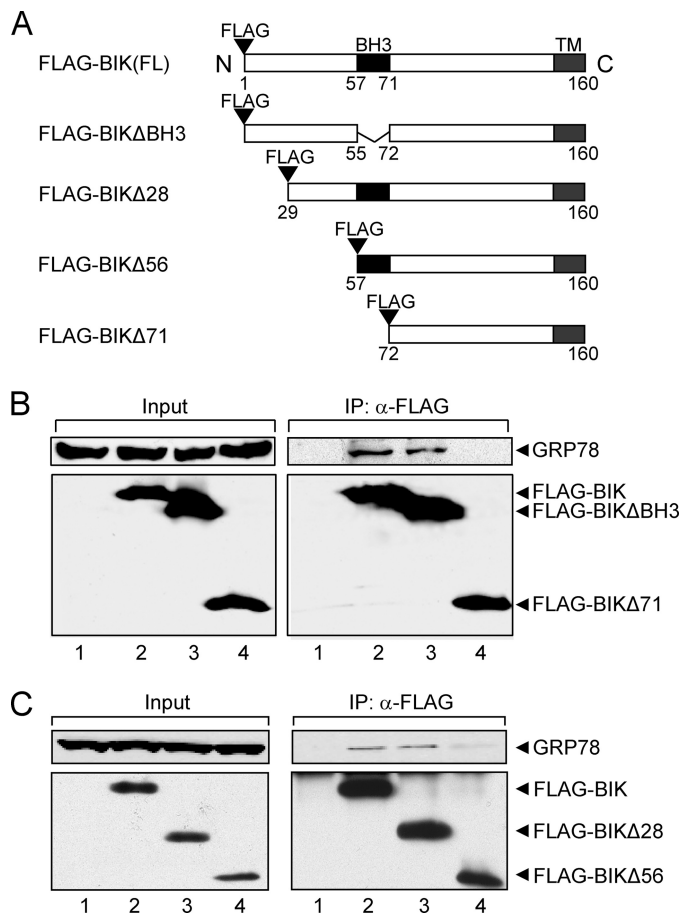 A
FLAG
BH3
TM
FLAG-BIK(FL)
N
C
1
57
71
160
FLAG
FLAG-BIKΔBH3
55
72
160
FLAG
FLAG-BIKΔ28
29
160
FLAG
FLAG-BIKΔ56
57
160
FLAG
FLAG-BIKΔ71
72
160
B
Input
IP: α-FLAG
GRP78
FLAG-BIK
FLAG-BIKΔBH3
FLAG-BIKΔ71
1 2 3 4
1 2 3 4
C
Input
IP: α-FLAG
GRP78
FLAG-BIK
FLAG-BIKΔ28
FLAG-BIKΔ56
1 2 3 4
1 2 3 4